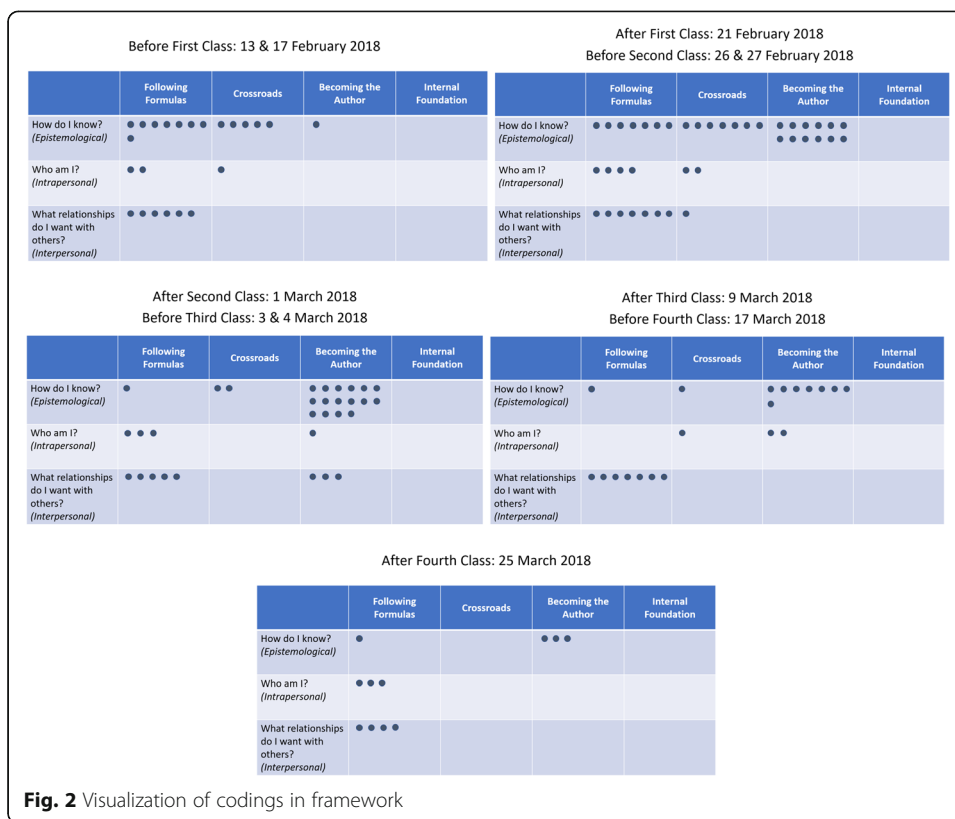 Before First Class: 13 & 17 February 2018
Following
Formulas
Crossroads
Becoming the
Author
Internal
Foundation
How do I know?
(Epistemological)
Who am I?
(Intrapersonal)
What relationships
do I want with
others?
(Interpersonal)
After First Class: 21 February 2018
Before Second Class: 26 & 27 February 2018
Following
Formulas
Crossroads
Becoming the
Author
Internal
Foundation
How do I know?
(Epistemological)
Who am I?
(Intrapersonal)
What relationships
do I want with
others?
(Interpersonal)
After Second Class: 1 March 2018
Before Third Class: 3 & 4 March 2018
Following
Formulas
Crossroads
Becoming the
Author
Internal
Foundation
How do I know?
(Epistemological)
Who am I?
(Intrapersonal)
What relationships
do I want with
others?
(Interpersonal)
After Third Class: 9 March 2018
Before Fourth Class: 17 March 2018
Following
Formulas
Crossroads
Becoming the
Author
Internal
Foundation
How do I know?
(Epistemological)
Who am I?
(Intrapersonal)
What relationships
do I want with
others?
(Interpersonal)
After Fourth Class: 25 March 2018
Following
Formulas
Crossroads
Becoming the
Author
Internal
Foundation
How do I know?
(Epistemological)
Who am I?
(Intrapersonal)
What relationships
do I want with
others?
(Interpersonal)
Fig. 2 Visualization of codings in framework